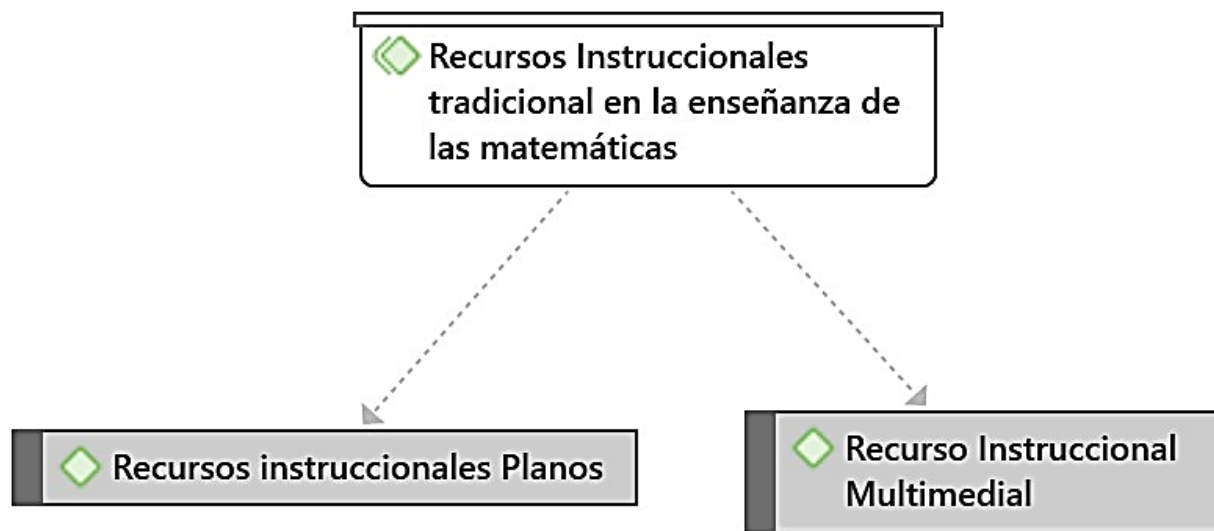 Recursos Instruccionales
tradicional en la enseñanza de
las matemáticas
Recursos instruccionales Planos
Recurso Instruccional
Multimedial